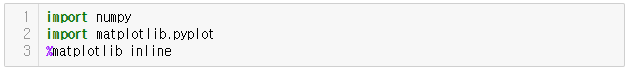 1 import numpy
2 import matplotlib.pyplot
3 %matplotlib inline